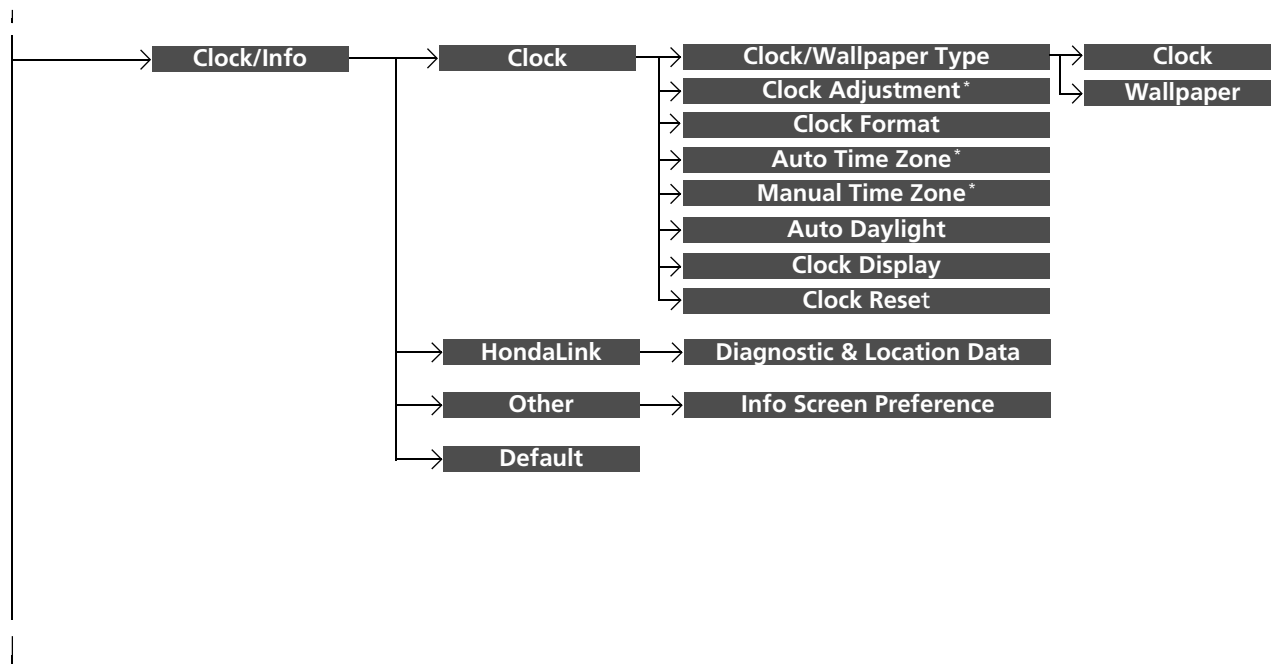 Clock/Info
Clock
Clock/Wallpaper Type
Clock
Wallpaper
Clock Adjustment*
Clock Format
Auto Time Zone*
Manual Time Zone*
Auto Daylight
Clock Display
Clock Reset
HondaLink
Diagnostic & Location Data
Other
Info Screen Preference
Default